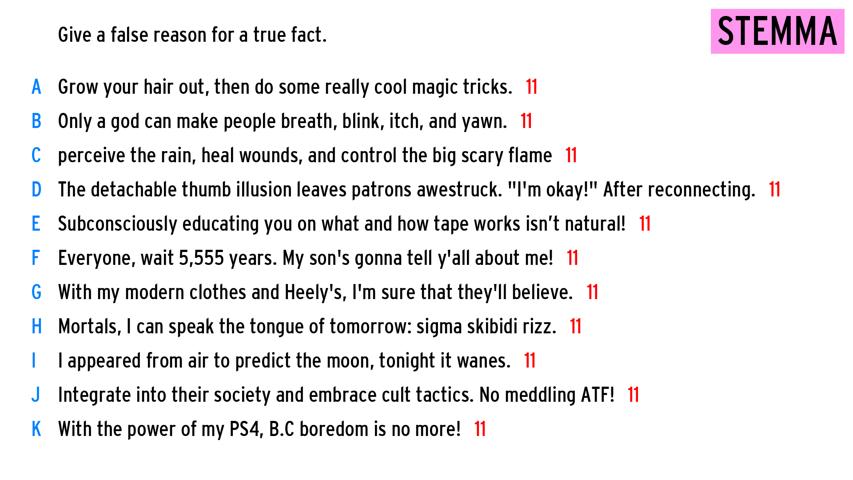 Give a false reason for a true fact.
STEMMA
A Grow your hair out, then do some really cool magic tricks. 11
B Only a god can make people breath, blink, itch, and yawn. 11
C perceive the rain, heal wounds, and control the big scary flame 11
D The detachable thumb illusion leaves patrons awestruck. "I'm okay!" After reconnecting. 11
E Subconsciously educating you on what and how tape works isn’t natural! 11
F Everyone, wait 5,555 years. My son's gonna tell y'all about me! 11
G With my modern clothes and Heely's, I'm sure that they'll believe. 11
H Mortals, I can speak the tongue of tomorrow: sigma skibidi rizz. 11
I I appeared from air to predict the moon, tonight it wanes. 11
J Integrate into their society and embrace cult tactics. No meddling ATF! 11
K With the power of my PS4, B.C boredom is no more! 11